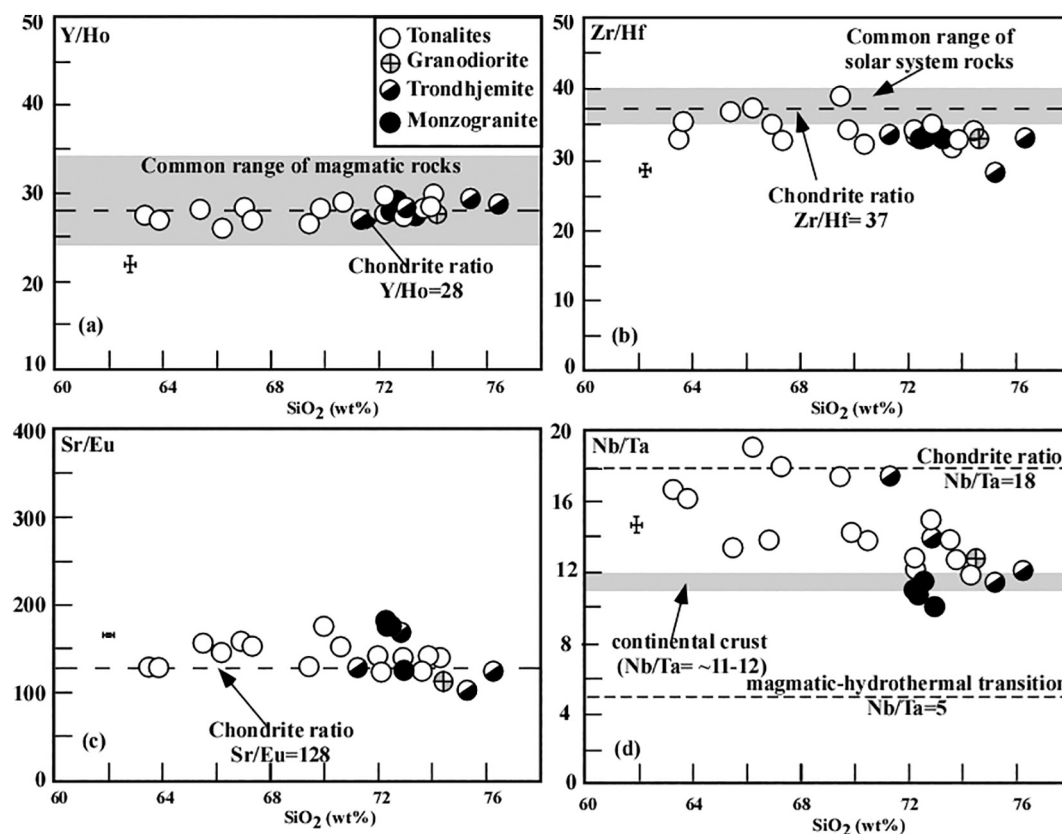 50
Y/Ho
40
30
20
10
Tonalites
Granodiorite
Trondhjemite
Monzogranite
Common range of magmatic rocks
Chondrite ratio
Y/Ho=28
(a)
60 64 68 72 76
SiO₂ (wt%)
50
Zr/Hf
40
30
20
10
0
Common range of
solar system rocks
Chondrite ratio
Zr/Hf= 37
(b)
60 64 68 72 76
SiO₂ (wt%)
400
Sr/Eu
300
200
150
100
0
Chondrite ratio
Sr/Eu=128
(c)
60 64 68 72 76
SiO₂ (wt%)
20
Nb/Ta
16
12
8
4
0
Chondrite ratio
Nb/Ta=18
continental crust
(Nb/Ta= ~11-12)
magmatic-hydrothermal transition
Nb/Ta=5
(d)
60 64 68 72 76
SiO₂ (wt%)